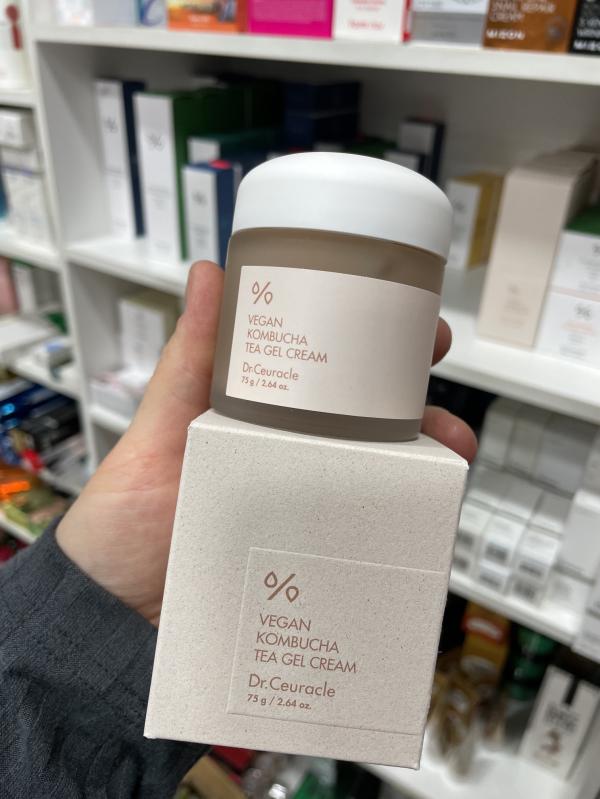 SNAIL REPAIR
CREAM
MIZON
%
VEGAN
KOMBUCHA
TEA GEL CREAM
Dr.Ceuracle
75 g / 2.64 oz.
%
VEGAN
KOMBUCHA
TEA GEL CREAM
Dr.Ceuracle
75 g / 2.64 oz.